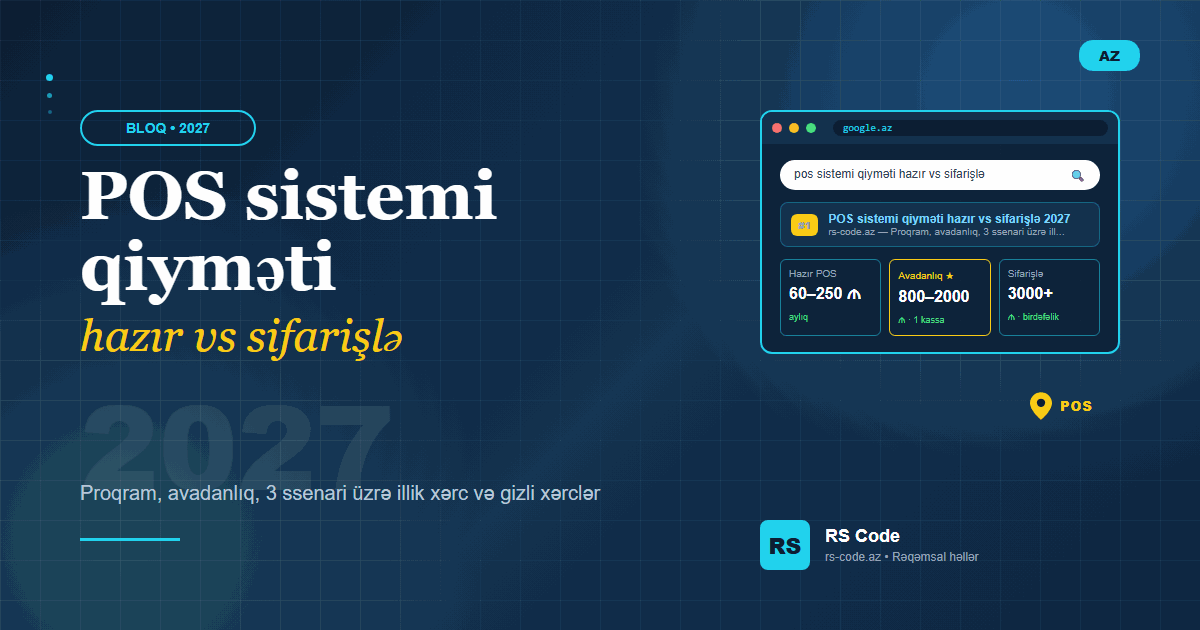 AZ
BLOQ • 2027
POS sistemi
qiyməti
hazır vs sifarişlə
2027
Proqram, avadanlıq, 3 ssenari üzrə illik xərc və gizli xərclər
google.az
pos sistemi qiyməti hazır vs sifarişlə
#1
POS sistemi qiyməti hazır vs sifarişlə 2027
rs-code.az — Proqram, avadanlıq, 3 ssenari üzrə ill...
Hazır POS
60–250 ₼
aylıq
Avadanlıq ★
800–2000
₼ · 1 kassa
Sifarişlə
3000+
₼ · birdəfəlik
POS
RS
RS Code
rs-code.az • Rəqəmsal həllər